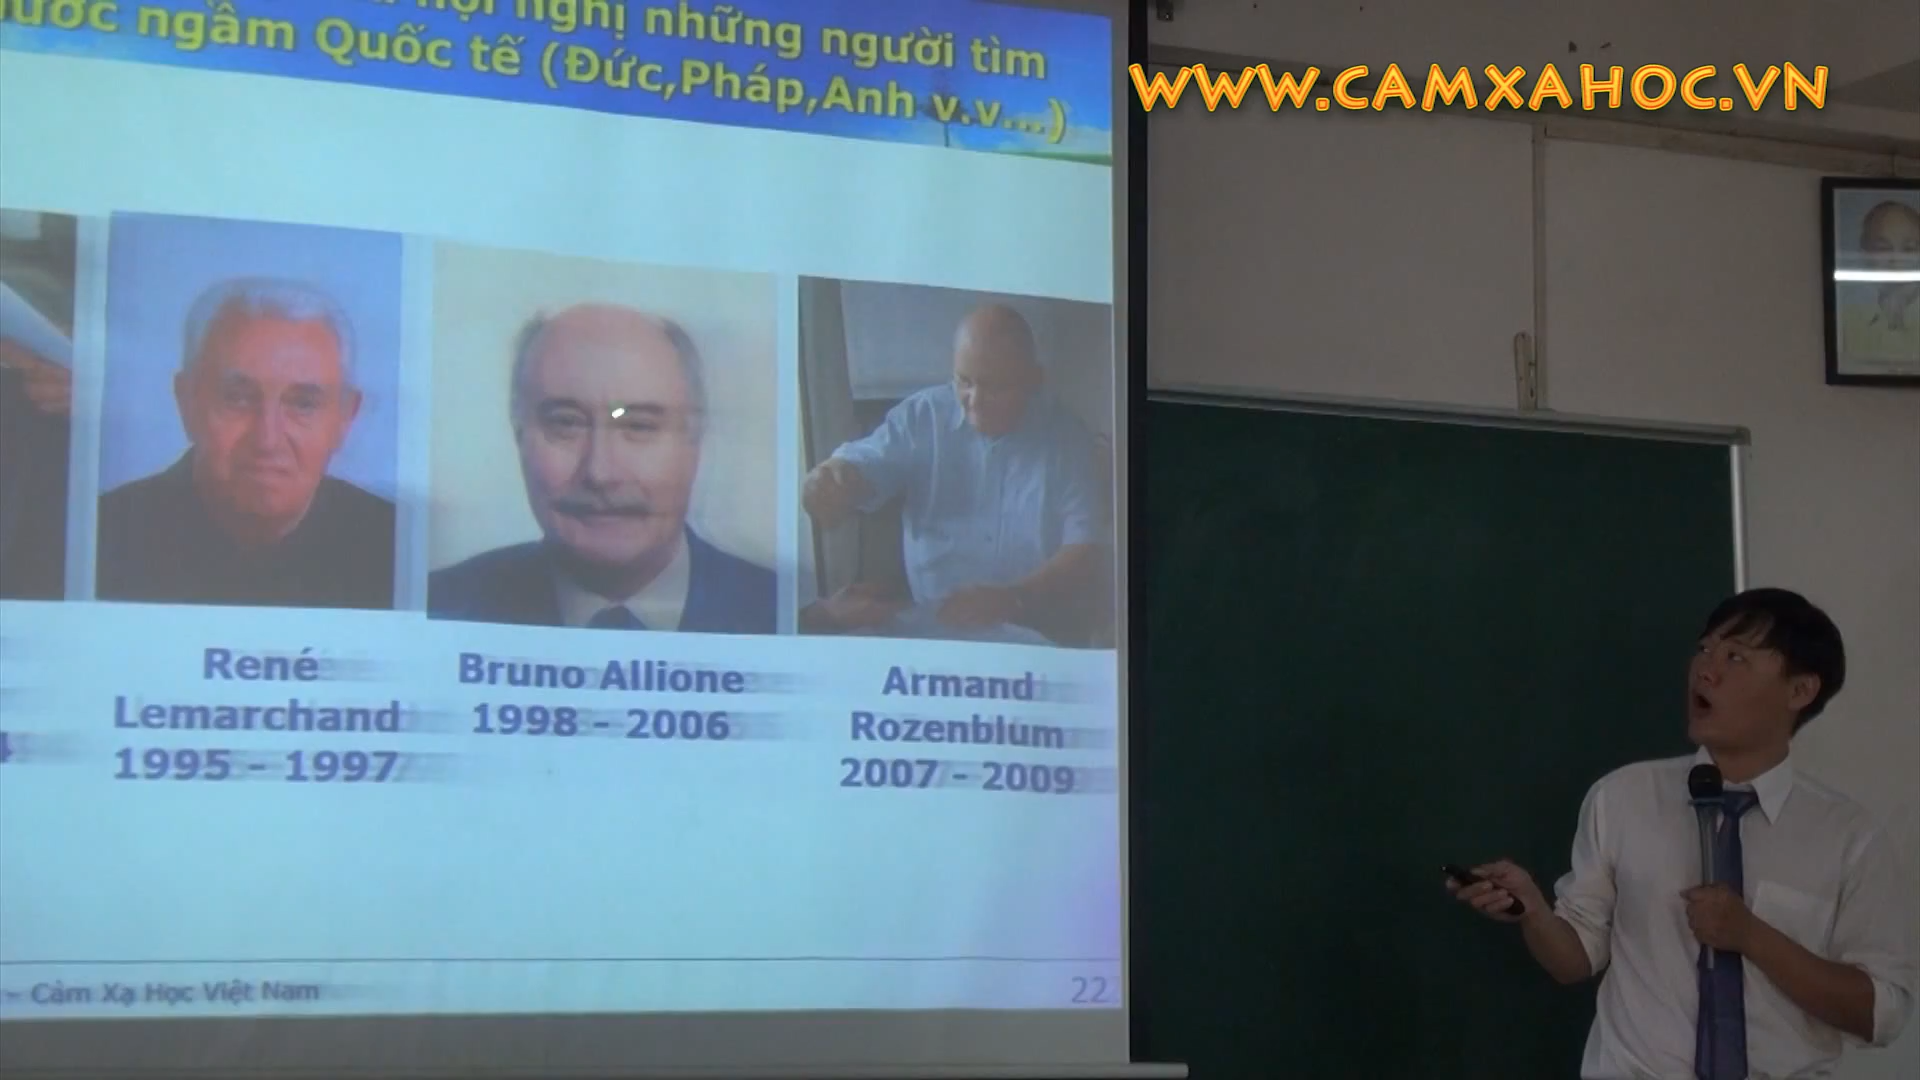 nghị những người tìm
ngầm Quốc tế (Đức,Pháp,Anh v.v...)
WWW.CAMXAHOC.VN
René
Lemarchand
1995 - 1997
Bruno Allione
1998 - 2006
Armand
Rozenblum
2007 - 2009
- Cảm Xạ Học Việt Nam
22